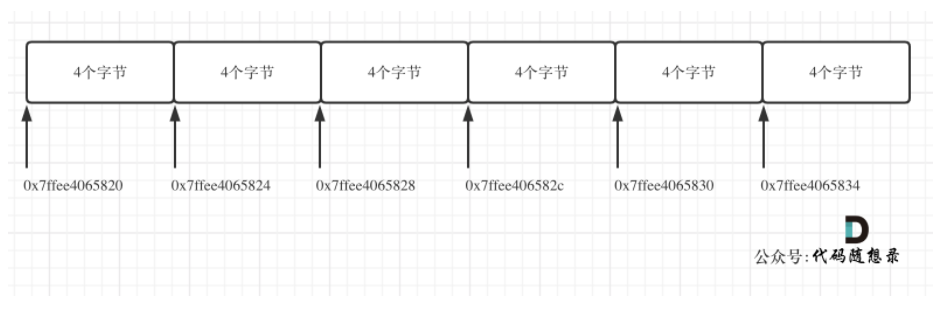 4个字节 4个字节 4个字节 4个字节 4个字节 4个字节
0x7ffee4065820 0x7ffee4065824 0x7ffee4065828 0x7ffee406582c 0x7ffee4065830 0x7ffee4065834
公众号:代码随想录